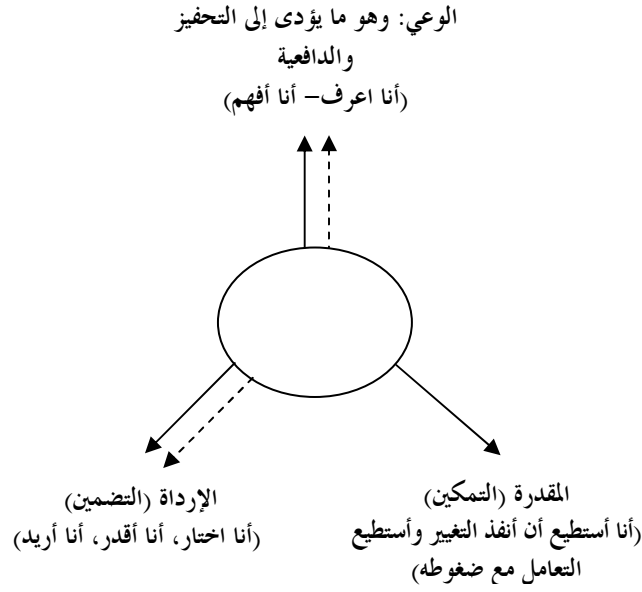 الوعي: وهو ما يؤدى إلى التحفيز
والدافعية
(أنا اعرف– أنا أفهم)
المقدرة (التمكين)
(أنا أستطيع أن أنفذ التغيير وأستطيع
التعامل مع ضغوطه)
الإرداة (التضمين)
(أنا اختار، أنا أقدر، أنا أريد)